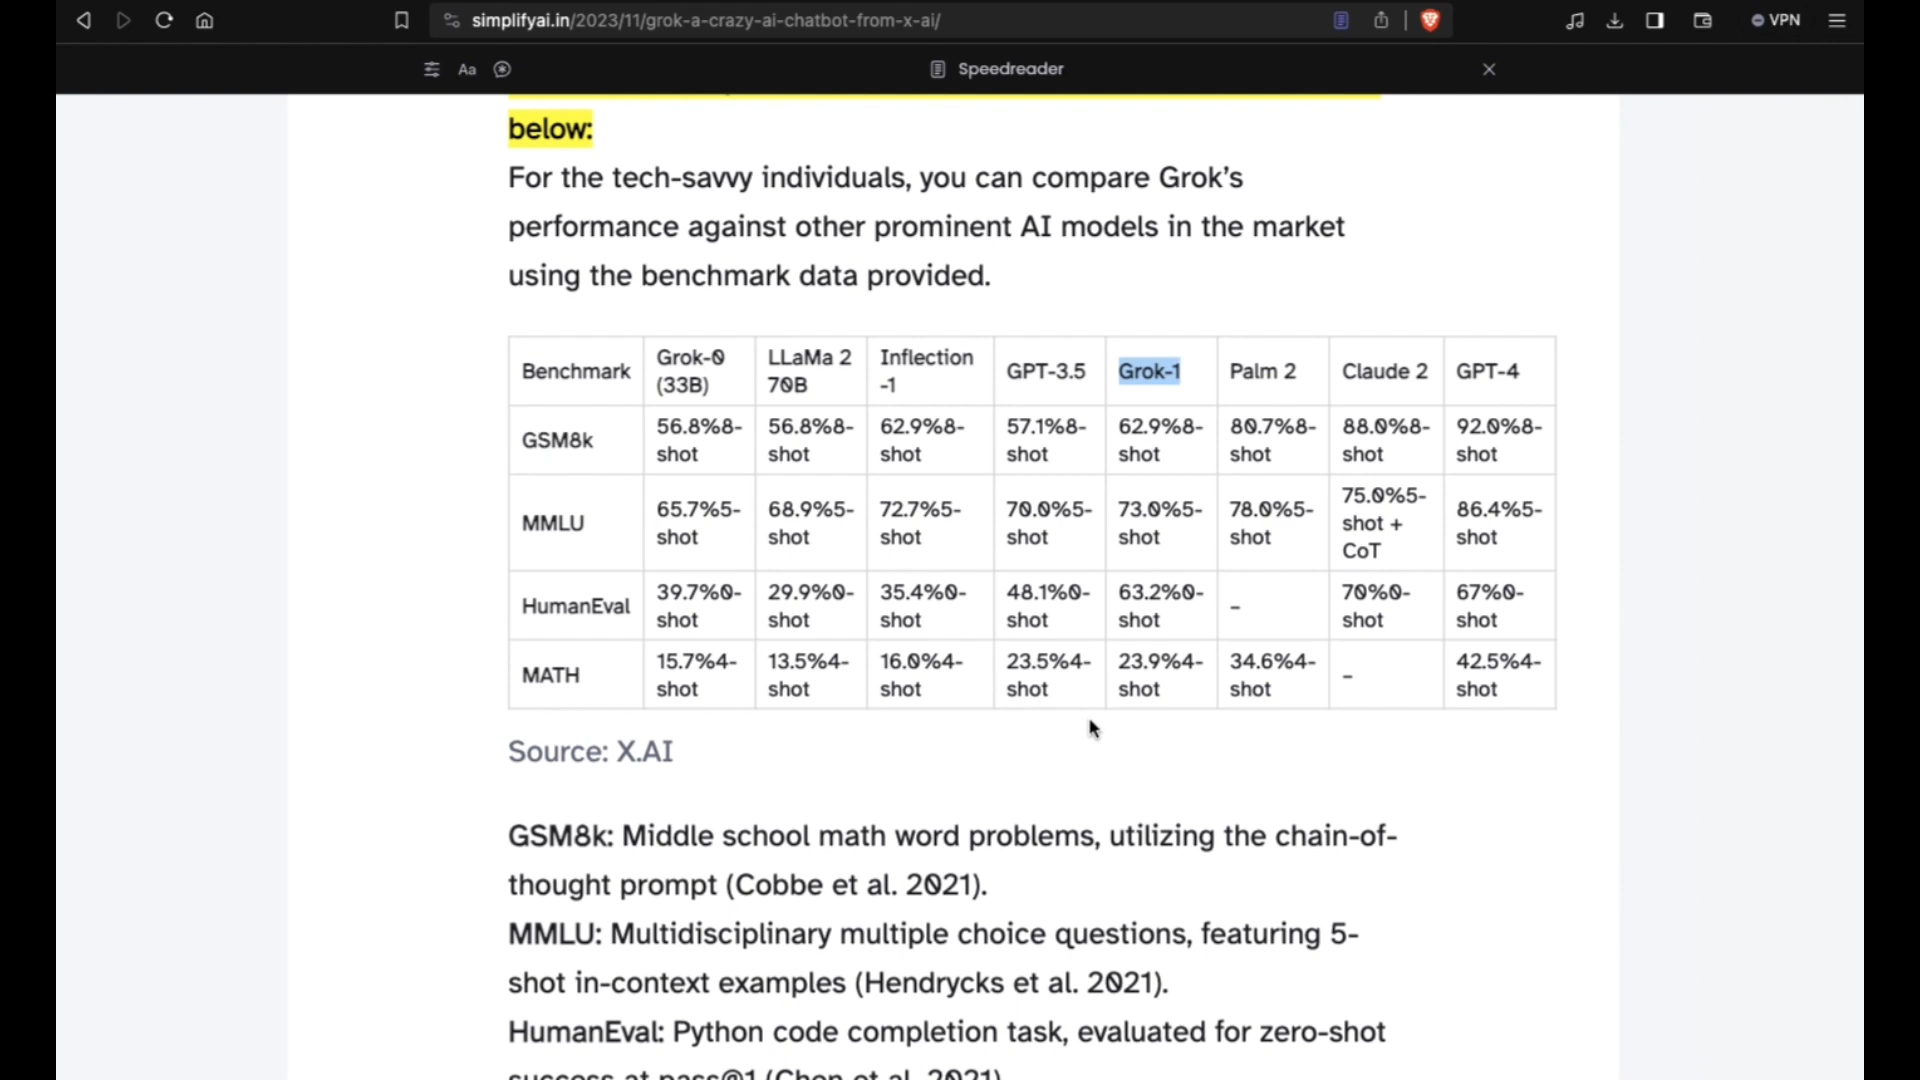 simplifyai.in/2023/11/grok-a-crazy-ai-chatbot-from-x-ai/
VPN
Aa
Speedreader
below:
For the tech-savvy individuals, you can compare Grok’s
performance against other prominent AI models in the market
using the benchmark data provided.
Benchmark Grok-0 (33B) LLaMa 2 70B Inflection -1 GPT-3.5 Grok-1 Palm 2 Claude 2 GPT-4
GSM8k 56.8%8-shot 56.8%8-shot 62.9%8-shot 57.1%8-shot 62.9%8-shot 80.7%8-shot 88.0%8-shot 92.0%8-shot
MMLU 65.7%5-shot 68.9%5-shot 72.7%5-shot 70.0%5-shot 73.0%5-shot 78.0%5-shot 75.0%5-shot + CoT 86.4%5-shot
HumanEval 39.7%0-shot 29.9%0-shot 35.4%0-shot 48.1%0-shot 63.2%0-shot – 70%0-shot 67%0-shot
MATH 15.7%4-shot 13.5%4-shot 16.0%4-shot 23.5%4-shot 23.9%4-shot 34.6%4-shot – 42.5%4-shot
Source: X.AI
GSM8k: Middle school math word problems, utilizing the chain-of-
thought prompt (Cobbe et al. 2021).
MMLU: Multidisciplinary multiple choice questions, featuring 5-
shot in-context examples (Hendrycks et al. 2021).
HumanEval: Python code completion task, evaluated for zero-shot
success at pass@1 (Chen et al. 2021).